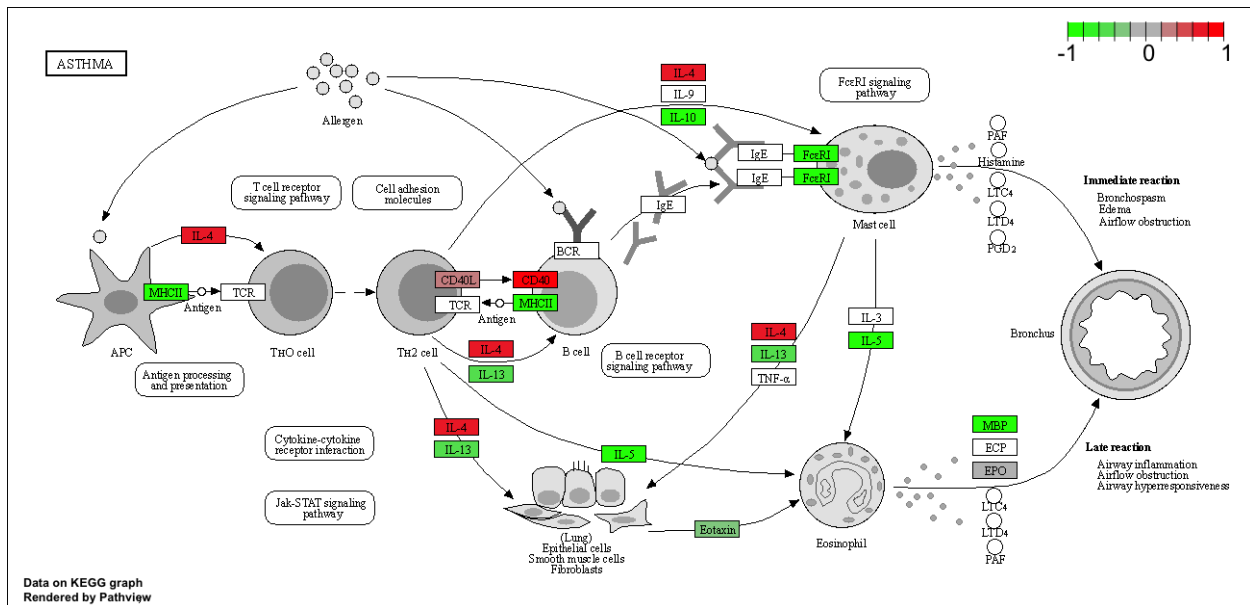 ASTHMA
-1 0 1
Allergen
IL-4
IL-9
IL-10
FcεRI signaling
pathway
T cell receptor
signaling pathway
Cell adhesion
molecules
IgE
FcεRI
IgE
FcεRI
IgE
Mast cell
PAF
Histamine
LTC4
LTD4
PGD2
Immediate reaction
Bronchospasm
Edema
Airflow obstruction
IL-4
BCR
MHCII
TCR
Antigen
CD40L
CD40
TCR
MHCII
Antigen
APC
TH0 cell
TH2 cell
B cell
IL-4
IL-13
B cell receptor
signaling pathway
IL-4
IL-13
TNF-α
IL-3
IL-5
Bronchus
Antigen processing
and presentation
Cytokine-cytokine
receptor interaction
Jak-STAT signaling
pathway
IL-4
IL-13
IL-5
(Lung)
Epithelial cells
Smooth muscle cells
Fibroblasts
Eotaxin
Eosinophil
MBP
ECP
EPO
LTC4
LTD4
PAF
Late reaction
Airway inflammation
Airflow obstruction
Airway hyperresponsiveness
Data on KEGG graph
Rendered by Pathview